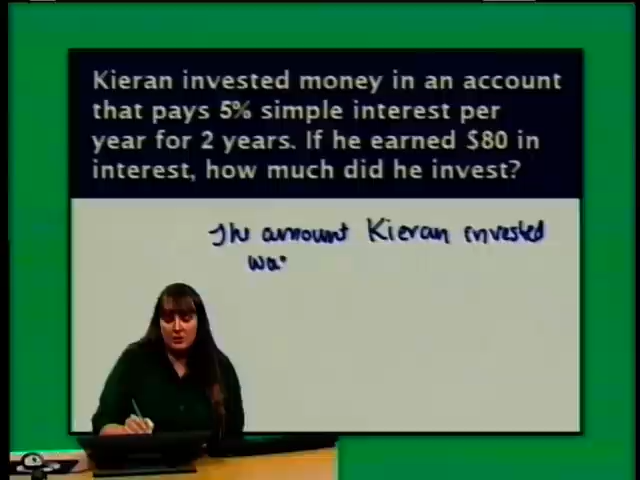 Kieran invested money in an account
that pays 5% simple interest per
year for 2 years. If he earned $80 in
interest, how much did he invest?
The amount Kieran invested
was